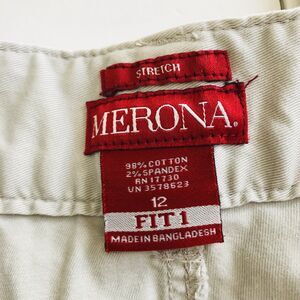 STRETCH
MERONA.
98% COTTON
2% SPANDEX
RN 17730
UN 3578623
12
FIT 1
MADE IN BANGLADESH